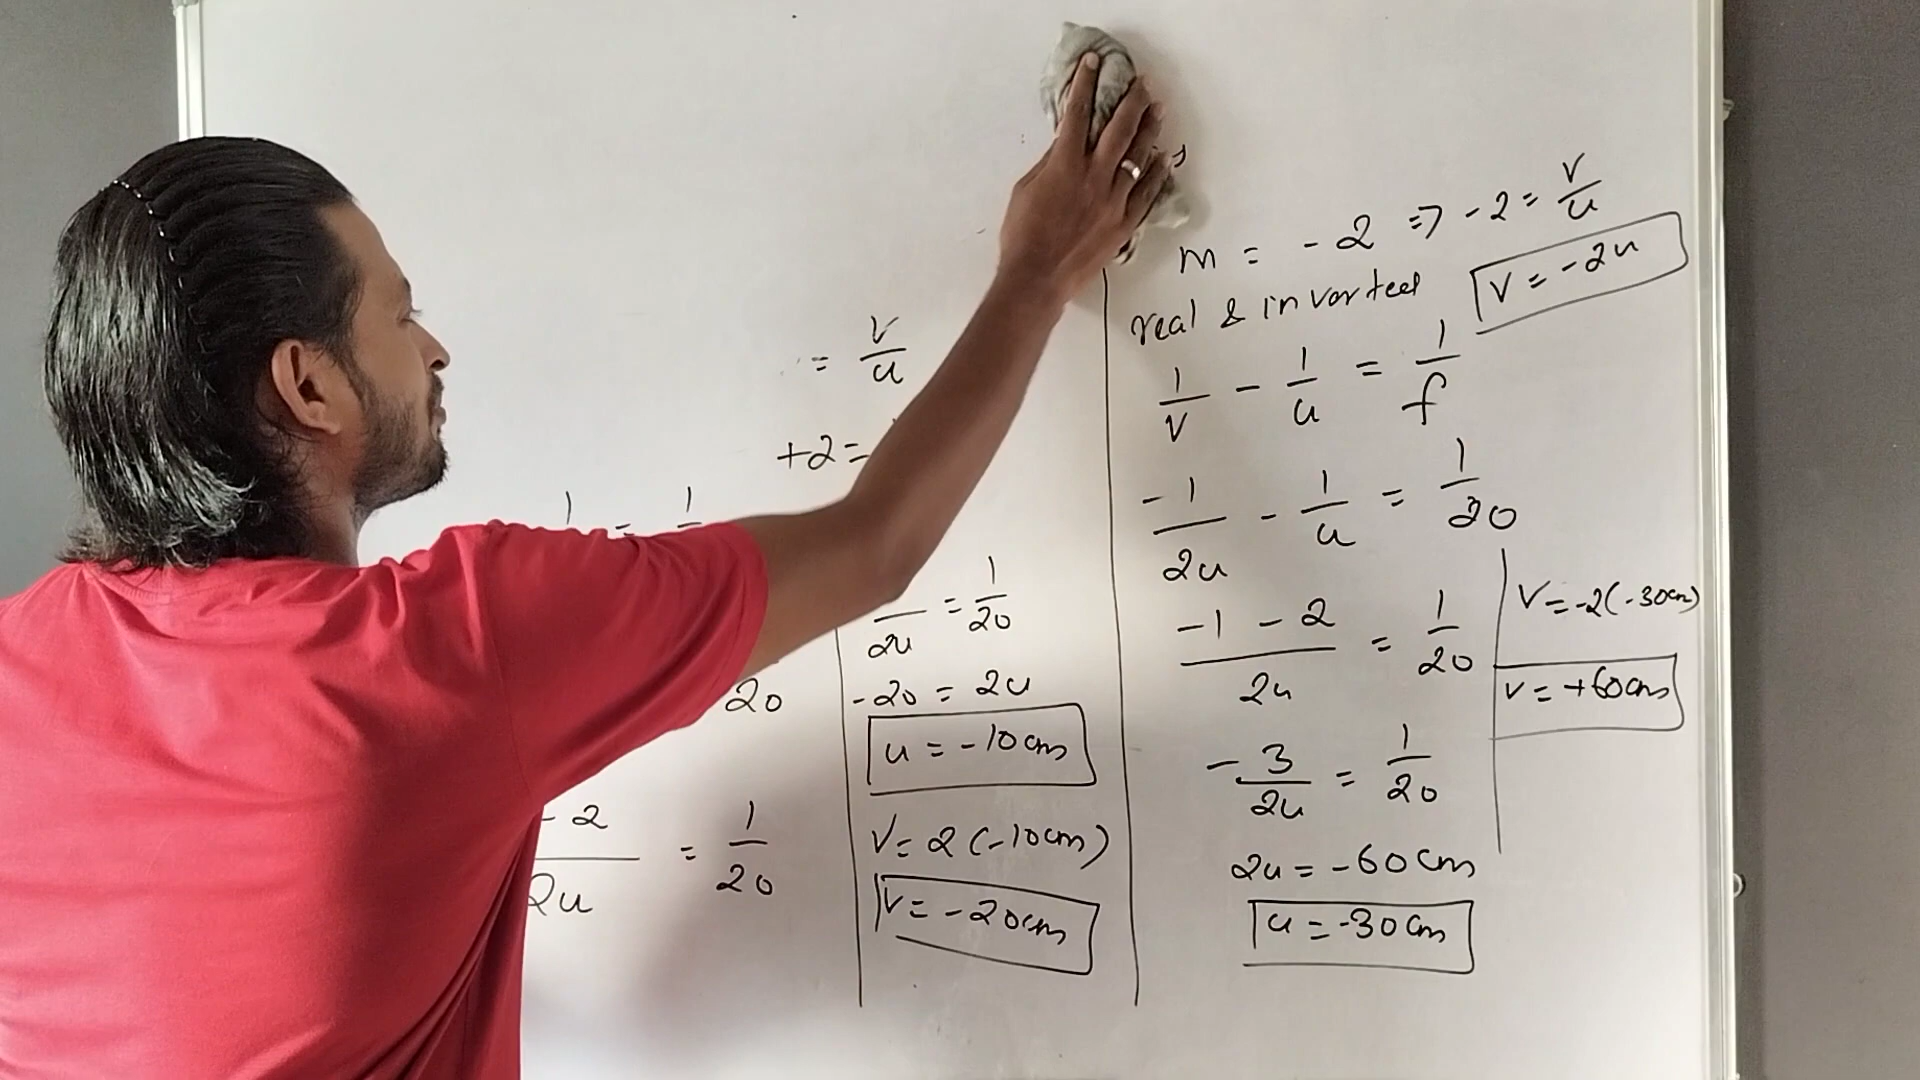 = v/u
+2 =
1 = 1
20
- 2 / 2u = 1/20
/2u = 1/20
-20 = 2u
u = -10cm
V = 2(-10cm)
V = -20cm
m = -2 => -2 = v/u
real & inverted
V = -2u
1/v - 1/u = 1/f
-1/2u - 1/u = 1/20
-1 - 2 / 2u = 1/20
-3/2u = 1/20
2u = -60cm
u = -30cm
V = -2(-30cm)
V = +60cm